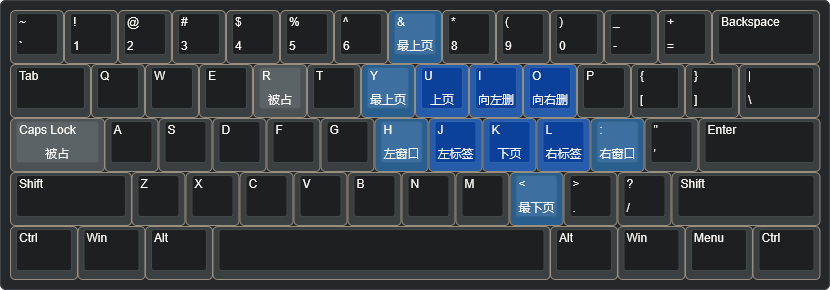 ~ ! @ # $ % ^ & * ( ) _ + Backspace
` 1 2 3 4 5 6 最上页 8 9 0 - =
Tab Q W E R T Y U I O P { } |
被占 最上页 上页 向左删 向右删 [ ] \
Caps Lock A S D F G H J K L : " Enter
被占 左窗口 左标签 下页 右标签 右窗口 '
Shift Z X C V B N M < > ? Shift
最下页 . /
Ctrl Win Alt Alt Win Menu Ctrl